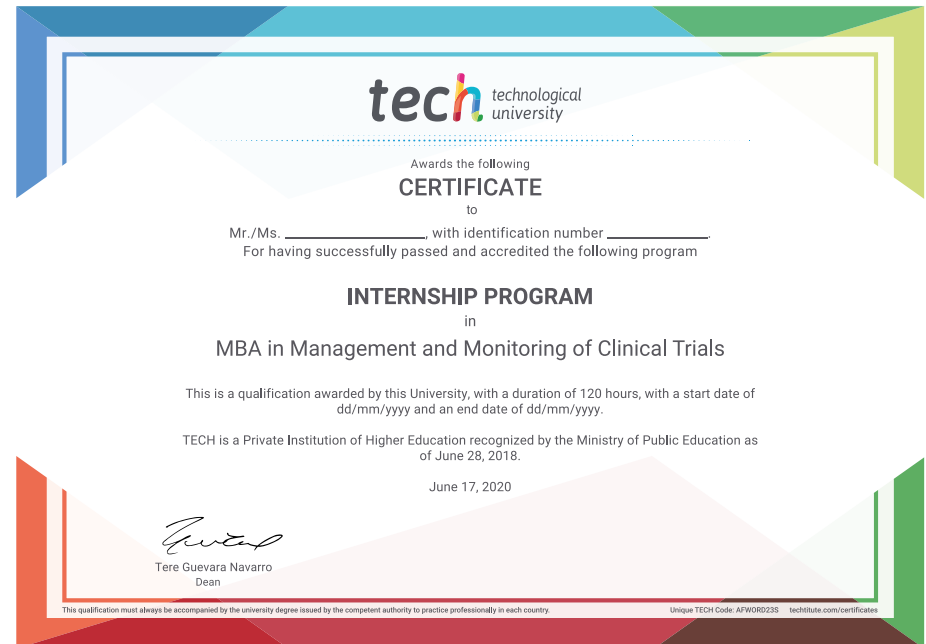 tech technological
university
Awards the following
CERTIFICATE
to
Mr./Ms. ____________________, with identification number ______________.
For having successfully passed and accredited the following program
INTERNSHIP PROGRAM
in
MBA in Management and Monitoring of Clinical Trials
This is a qualification awarded by this University, with a duration of 120 hours, with a start date of
dd/mm/yyyy and an end date of dd/mm/yyyy.
TECH is a Private Institution of Higher Education recognized by the Ministry of Public Education as
of June 28, 2018.
June 17, 2020
Tere Guevara Navarro
Dean
This qualification must always be accompanied by the university degree issued by the competent authority to practice professionally in each country.
Unique TECH Code: AFWORD23S techtitute.com/certificates